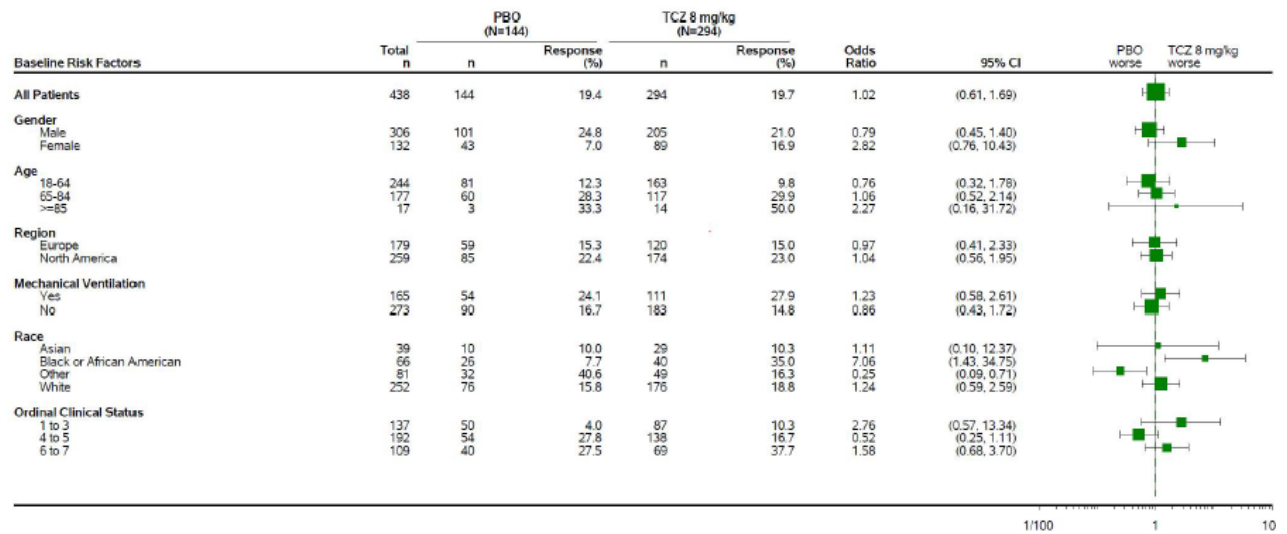 PBO TCZ 8 mg/kg
(N=144) (N=294)
Total Response Response Odds PBO TCZ 8 mg/kg
Baseline Risk Factors n n (%) n (%) Ratio 95% CI worse worse
All Patients 438 144 19.4 294 19.7 1.02 (0.61, 1.69)
Gender
Male 306 101 24.8 205 21.0 0.79 (0.45, 1.40)
Female 132 43 7.0 89 16.9 2.82 (0.76, 10.43)
Age
18-64 244 81 12.3 163 9.8 0.76 (0.32, 1.78)
65-84 177 60 28.3 117 29.9 1.06 (0.52, 2.14)
>=85 17 3 33.3 14 50.0 2.27 (0.16, 31.72)
Region
Europe 179 59 15.3 120 15.0 0.97 (0.41, 2.33)
North America 259 85 22.4 174 23.0 1.04 (0.56, 1.95)
Mechanical Ventilation
Yes 165 54 24.1 111 27.9 1.23 (0.58, 2.61)
No 273 90 16.7 183 14.8 0.86 (0.43, 1.72)
Race
Asian 39 10 10.0 29 10.3 1.11 (0.10, 12.37)
Black or African American 66 26 7.7 40 35.0 7.06 (1.43, 34.75)
Other 81 32 40.6 49 16.3 0.25 (0.09, 0.71)
White 252 76 15.8 176 18.8 1.24 (0.59, 2.59)
Ordinal Clinical Status
1 to 3 137 50 4.0 87 10.3 2.76 (0.57, 13.34)
4 to 5 192 54 27.8 138 16.7 0.52 (0.25, 1.11)
6 to 7 109 40 27.5 69 37.7 1.58 (0.68, 3.70)
1/100 1 10